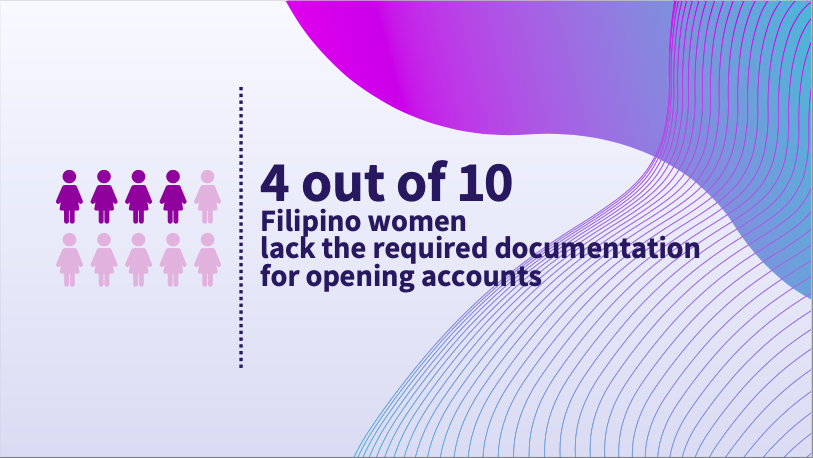 4 out of 10
Filipino women
lack the required documentation
for opening accounts